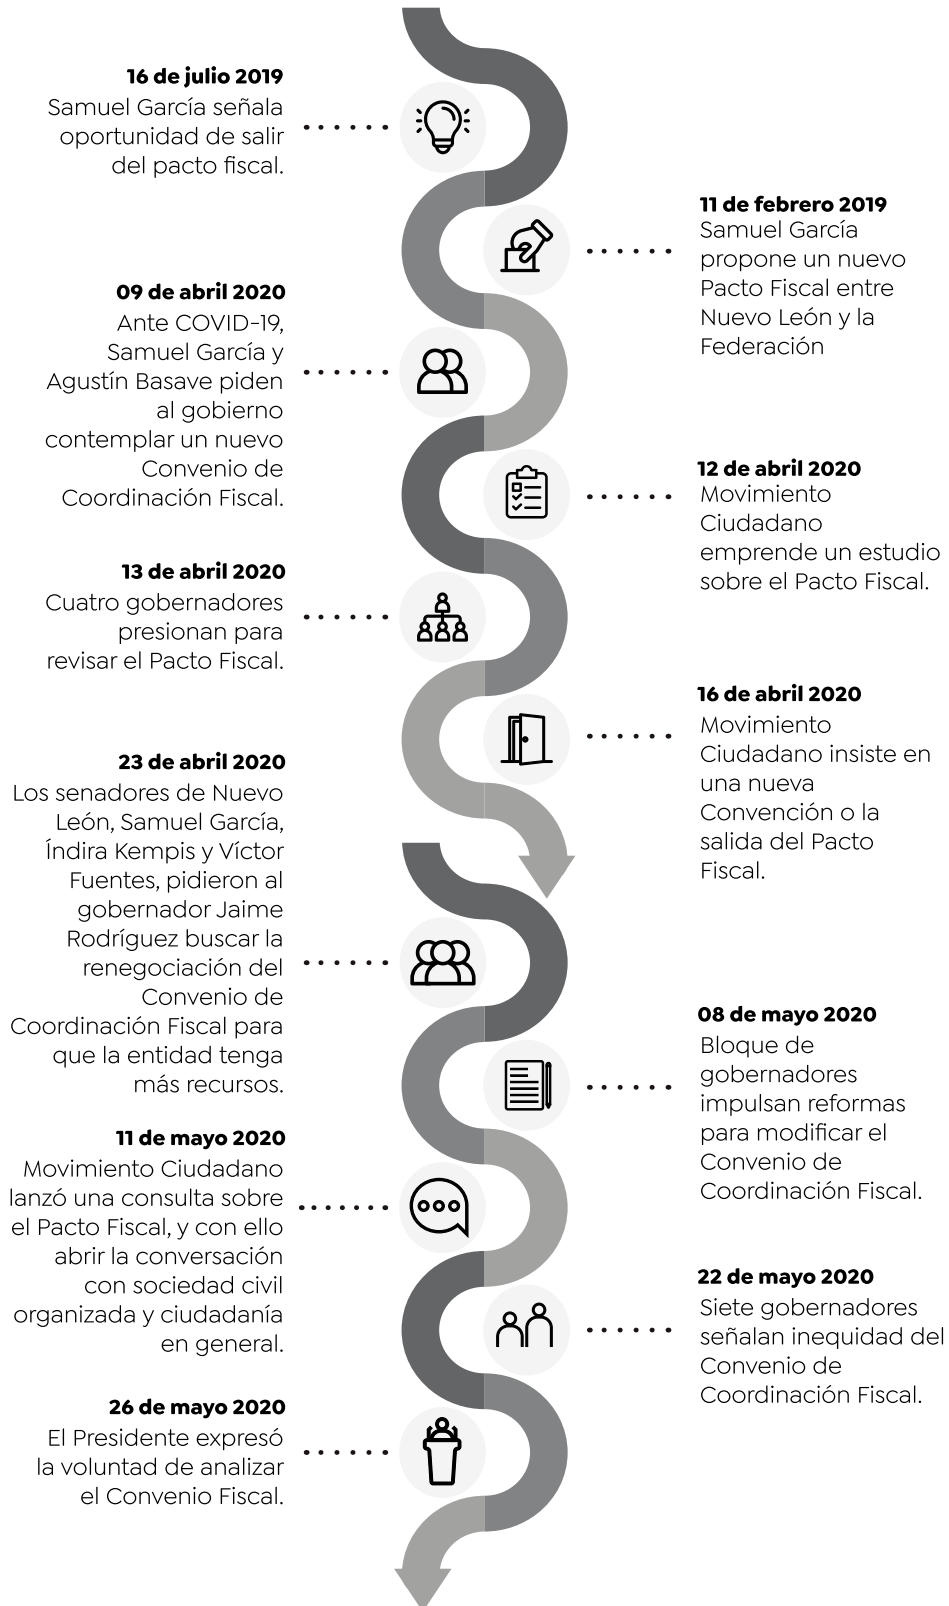 16 de julio 2019
Samuel García señala
oportunidad de salir
del pacto fiscal.
11 de febrero 2019
Samuel García
propone un nuevo
Pacto Fiscal entre
Nuevo León y la
Federación
09 de abril 2020
Ante COVID-19,
Samuel García y
Agustín Basave piden
al gobierno
contemplar un nuevo
Convenio de
Coordinación Fiscal.
12 de abril 2020
Movimiento
Ciudadano
emprende un estudio
sobre el Pacto Fiscal.
13 de abril 2020
Cuatro gobernadores
presionan para
revisar el Pacto Fiscal.
16 de abril 2020
Movimiento
Ciudadano insiste en
una nueva
Convención o la
salida del Pacto
Fiscal.
23 de abril 2020
Los senadores de Nuevo
León, Samuel García,
Índira Kempis y Víctor
Fuentes, pidieron al
gobernador Jaime
Rodríguez buscar la
renegociación del
Convenio de
Coordinación Fiscal para
que la entidad tenga
más recursos.
08 de mayo 2020
Bloque de
gobernadores
impulsan reformas
para modificar el
Convenio de
Coordinación Fiscal.
11 de mayo 2020
Movimiento Ciudadano
lanzó una consulta sobre
el Pacto Fiscal, y con ello
abrir la conversación
con sociedad civil
organizada y ciudadanía
en general.
22 de mayo 2020
Siete gobernadores
señalan inequidad del
Convenio de
Coordinación Fiscal.
26 de mayo 2020
El Presidente expresó
la voluntad de analizar
el Convenio Fiscal.